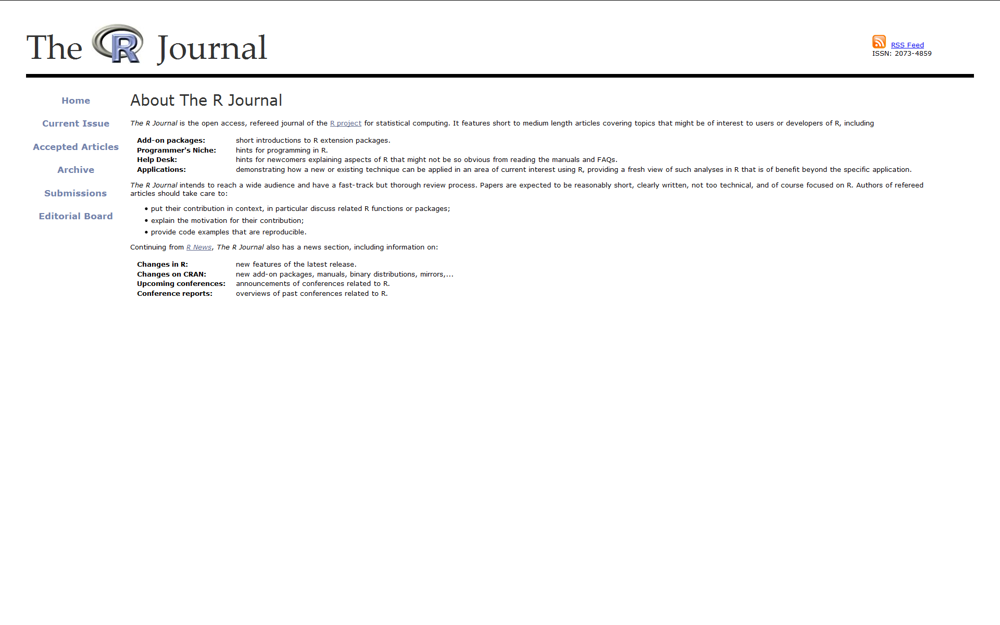 The R Journal
RSS Feed
ISSN: 2073-4859
Home
Current Issue
Accepted Articles
Archive
Submissions
Editorial Board
About The R Journal
The R Journal is the open access, refereed journal of the R project for statistical computing. It features short to medium length articles covering topics that might be of interest to users or developers of R, including
Add-on packages: short introductions to R extension packages.
Programmer's Niche: hints for programming in R.
Help Desk: hints for newcomers explaining aspects of R that might not be so obvious from reading the manuals and FAQs.
Applications: demonstrating how a new or existing technique can be applied in an area of current interest using R, providing a fresh view of such analyses in R that is of benefit beyond the specific application.
The R Journal intends to reach a wide audience and have a fast-track but thorough review process. Papers are expected to be reasonably short, clearly written, not too technical, and of course focused on R. Authors of refereed
articles should take care to:
• put their contribution in context, in particular discuss related R functions or packages;
• explain the motivation for their contribution;
• provide code examples that are reproducible.
Continuing from R News, The R Journal also has a news section, including information on:
Changes in R: new features of the latest release.
Changes on CRAN: new add-on packages, manuals, binary distributions, mirrors,...
Upcoming conferences: announcements of conferences related to R.
Conference reports: overviews of past conferences related to R.